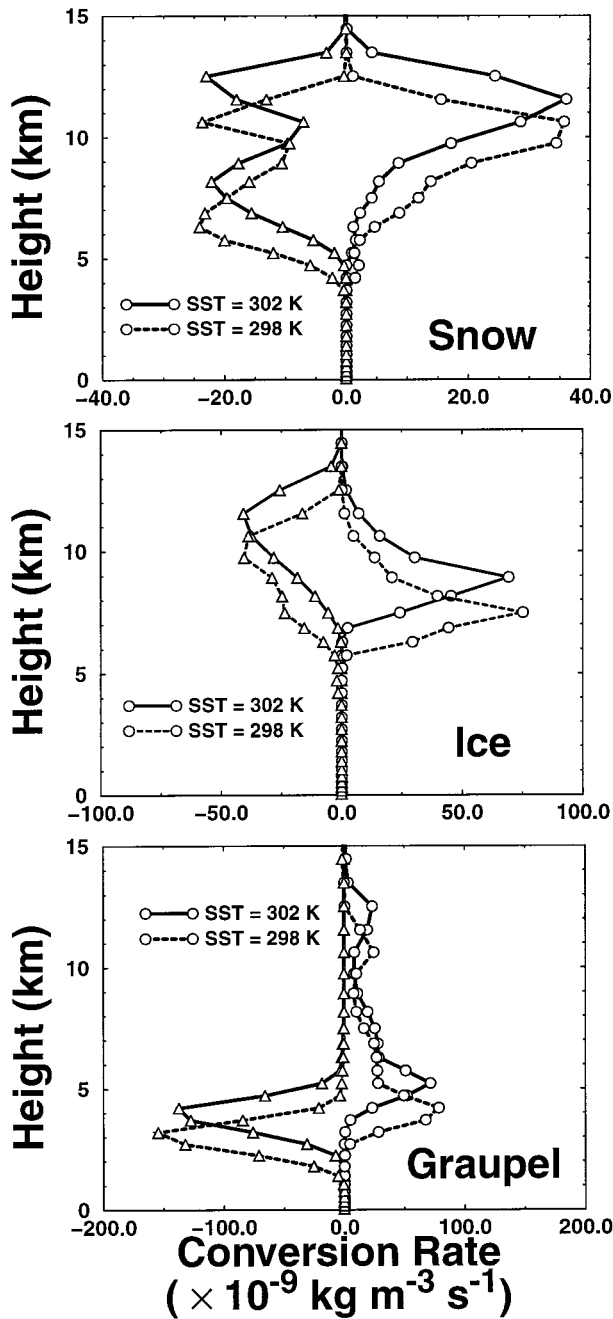 15
10
5
0
Height (km)
SST = 302 K
SST = 298 K
Snow
−40.0 −20.0 0.0 20.0 40.0
15
10
5
0
Height (km)
SST = 302 K
SST = 298 K
Ice
−100.0 −50.0 0.0 50.0 100.0
15
10
5
0
Height (km)
SST = 302 K
SST = 298 K
Graupel
−200.0 −100.0 0.0 100.0 200.0
Conversion Rate
( × 10⁻⁹ kg m⁻³ s⁻¹)